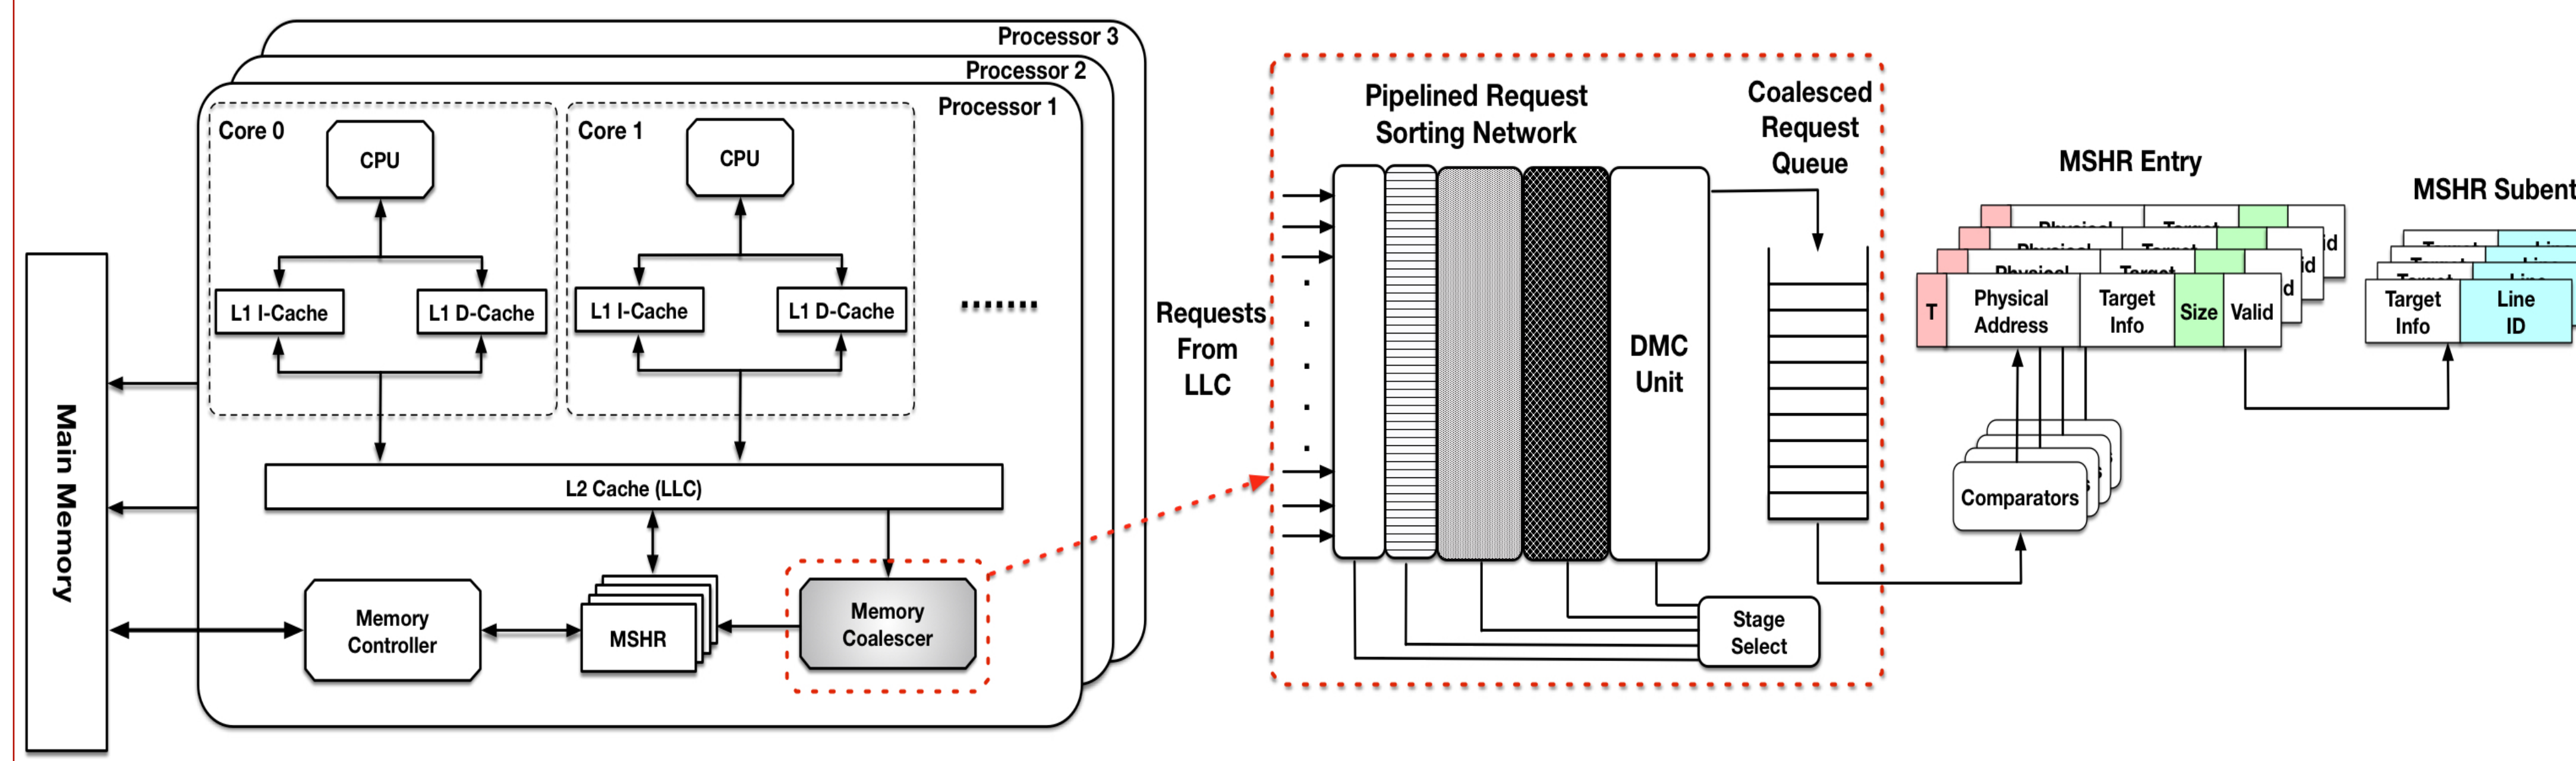 Processor 3
Processor 2
Processor 1
Core 0
CPU
L1 I-Cache
L1 D-Cache
Core 1
CPU
L1 I-Cache
L1 D-Cache
L2 Cache (LLC)
Memory
Controller
MSHR
Memory
Coalescer
Main Memory
Requests
From
LLC
Pipelined Request
Sorting Network
DMC
Unit
Coalesced
Request
Queue
Stage
Select
MSHR Entry
T
Physical
Address
Target
Info
Size
Valid
Comparators
MSHR Subent
Target
Info
Line
ID